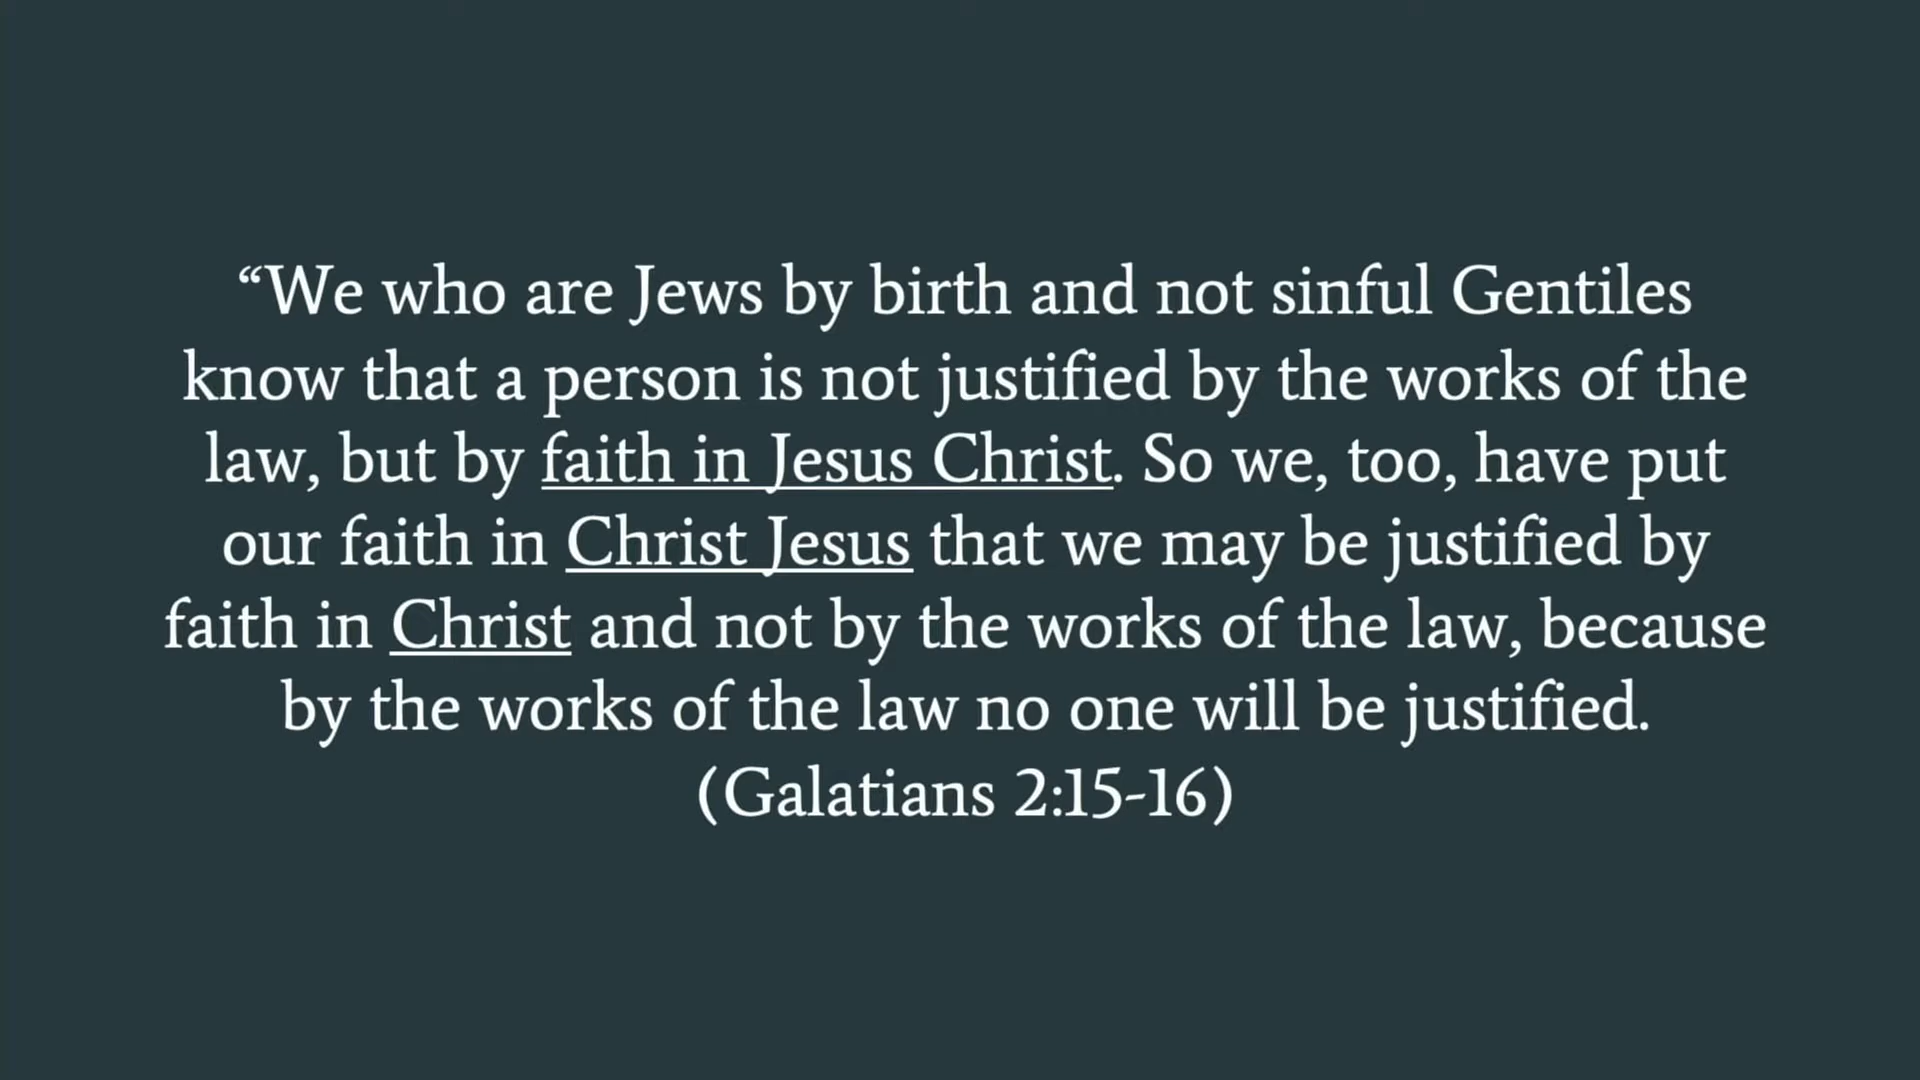 “We who are Jews by birth and not sinful Gentiles
know that a person is not justified by the works of the
law, but by faith in Jesus Christ. So we, too, have put
our faith in Christ Jesus that we may be justified by
faith in Christ and not by the works of the law, because
by the works of the law no one will be justified.
(Galatians 2:15-16)